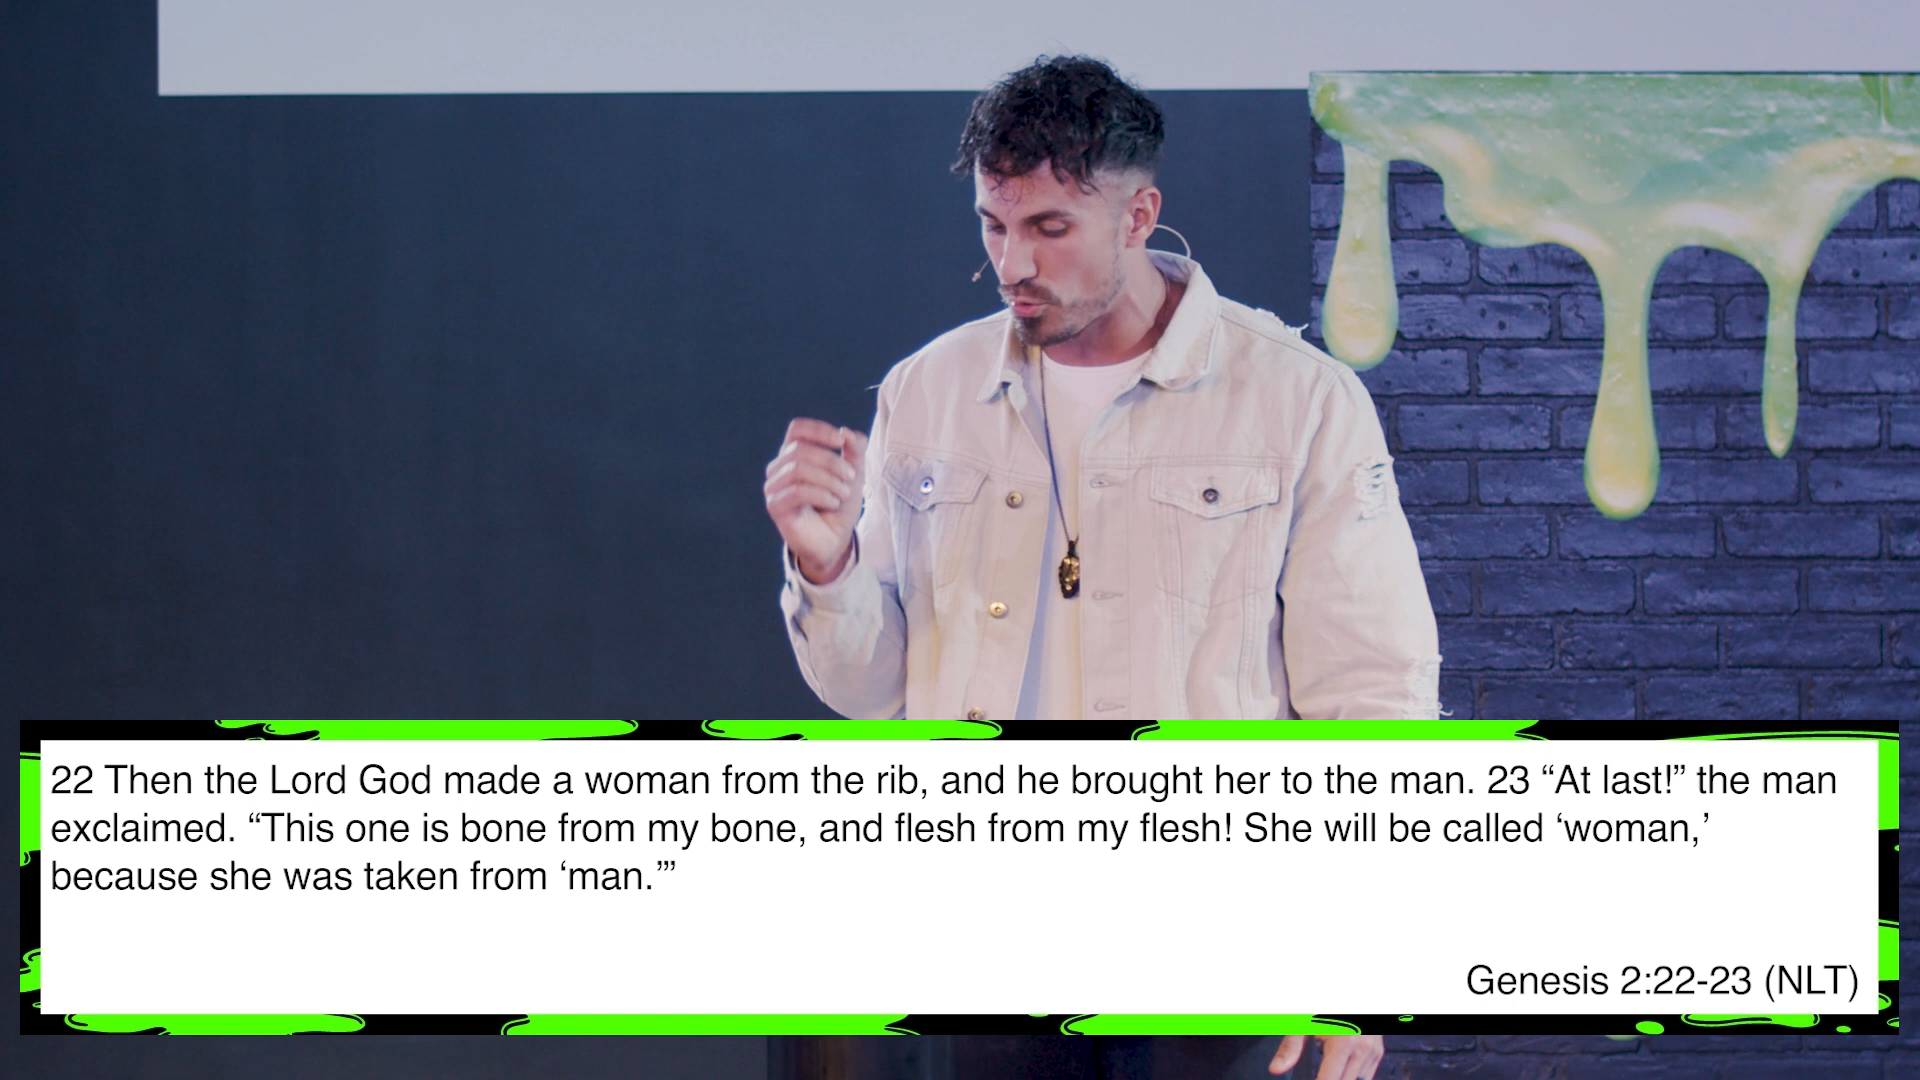 22 Then the Lord God made a woman from the rib, and he brought her to the man. 23 “At last!” the man
exclaimed. “This one is bone from my bone, and flesh from my flesh! She will be called ‘woman,’
because she was taken from ‘man.’”
Genesis 2:22-23 (NLT)